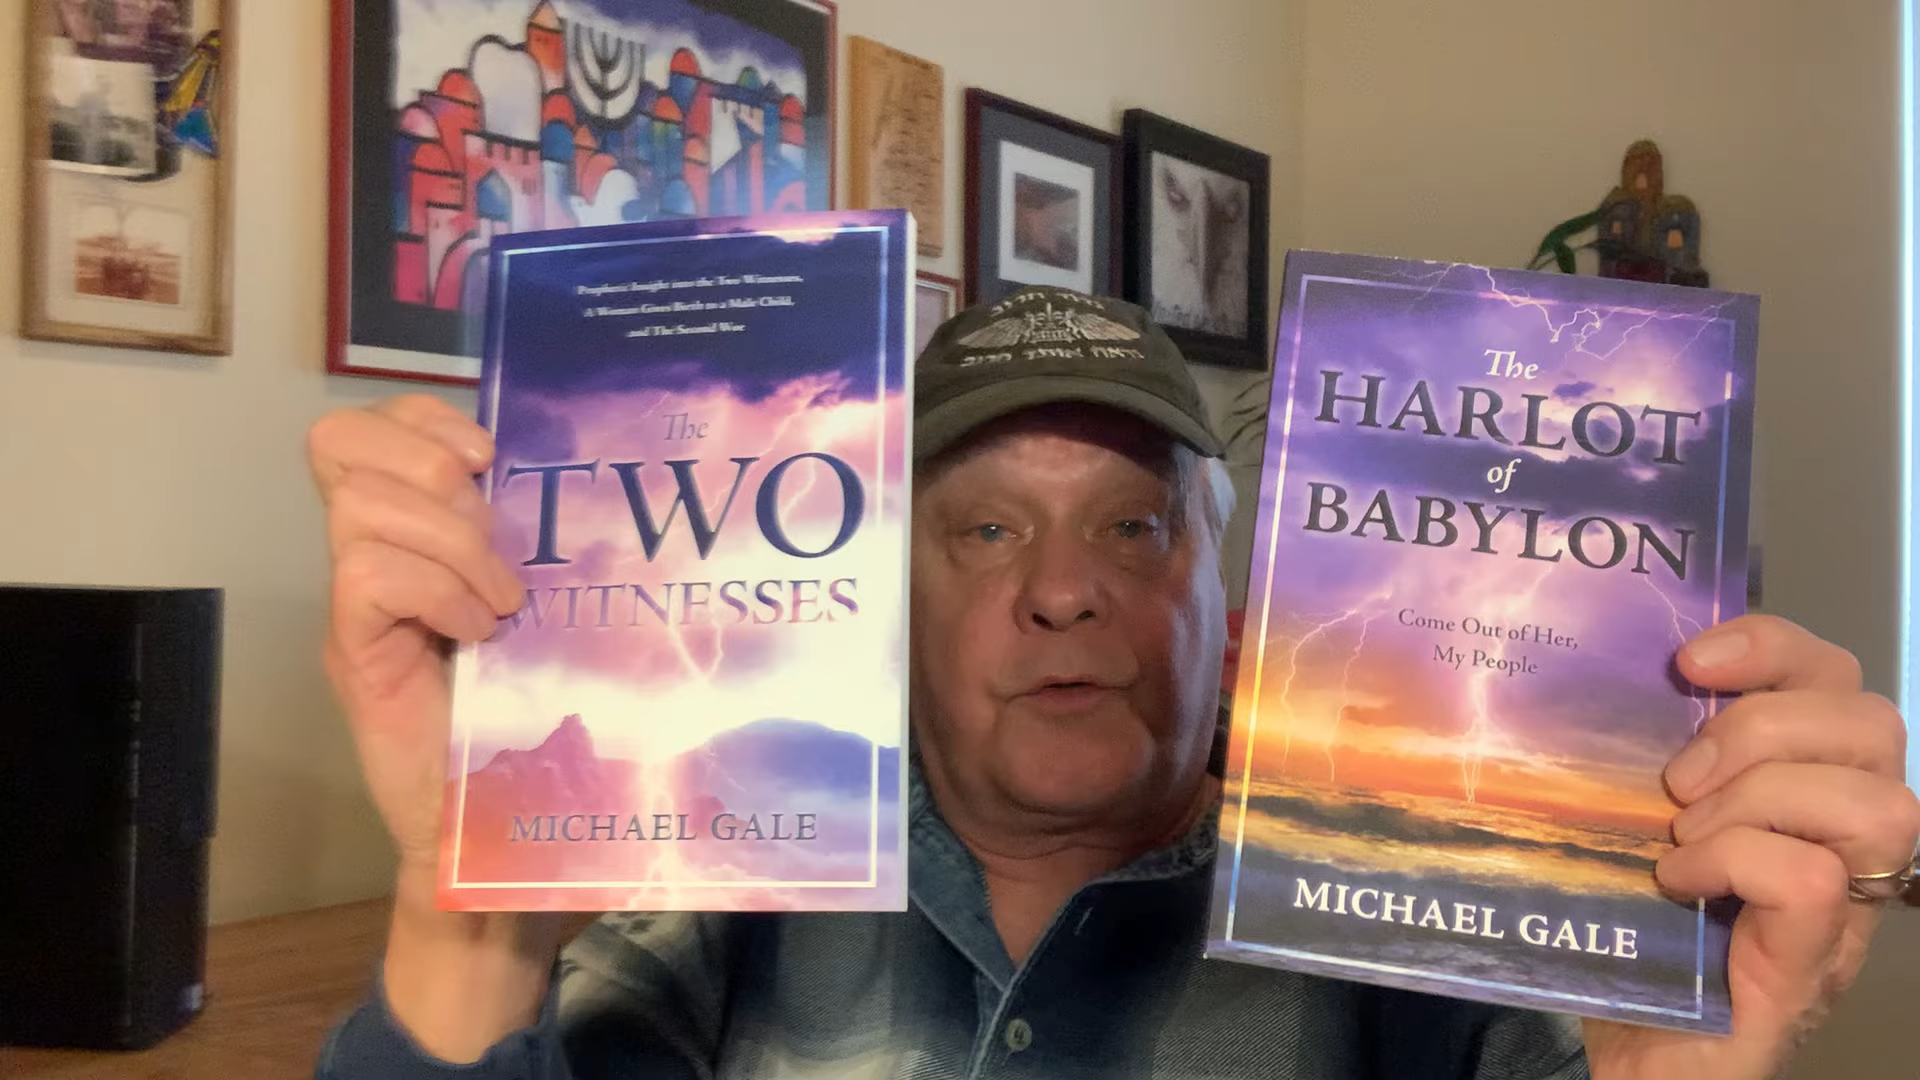 Prophetic Insight into the Two Witnesses,
A Woman Gives Birth to a Male Child,
and The Second Woe
The
TWO
WITNESSES
MICHAEL GALE
The
HARLOT
of
BABYLON
Come Out of Her,
My People
MICHAEL GALE